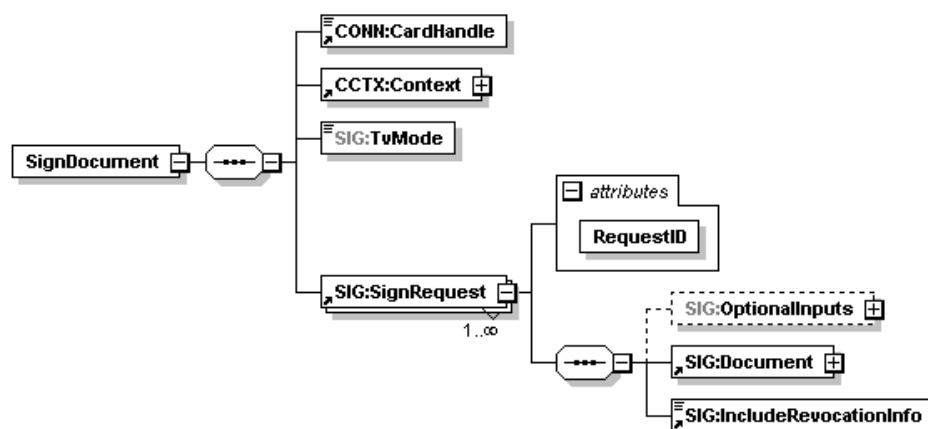 CONN:CardHandle
CCTX:Context
SIG:TvMode
SignDocument
attributes
RequestID
SIG:SignRequest
1..∞
SIG:OptionalInputs
SIG:Document
SIG:IncludeRevocationInfo